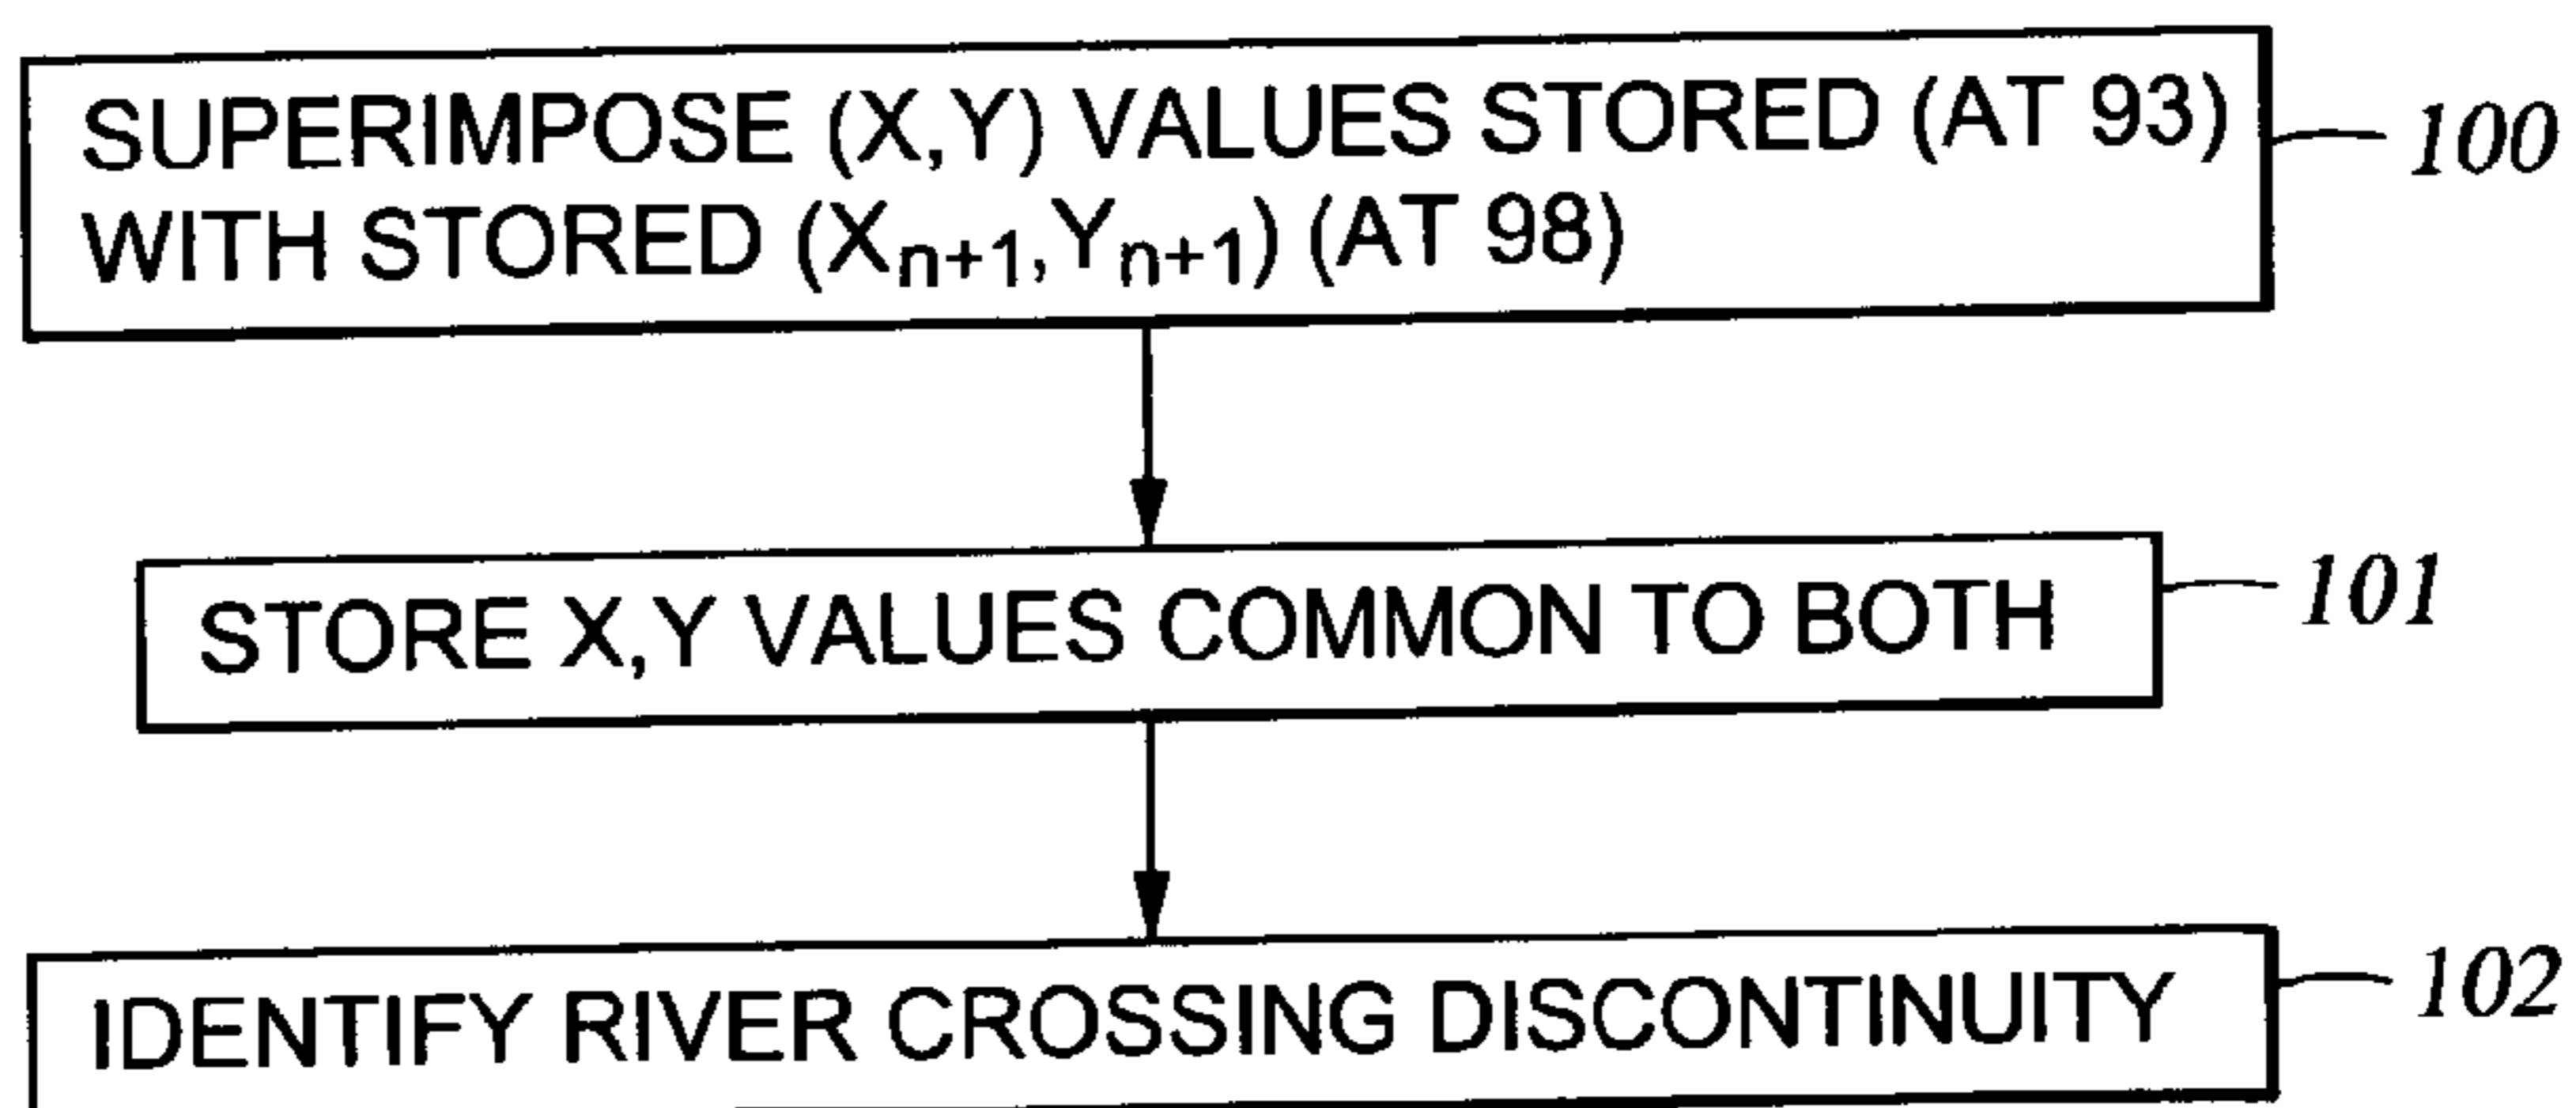 SUPERIMPOSE (X,Y) VALUES STORED (AT 93)
WITH STORED (Xn+1,Yn+1) (AT 98)
100
STORE X,Y VALUES COMMON TO BOTH
101
IDENTIFY RIVER CROSSING DISCONTINUITY
102